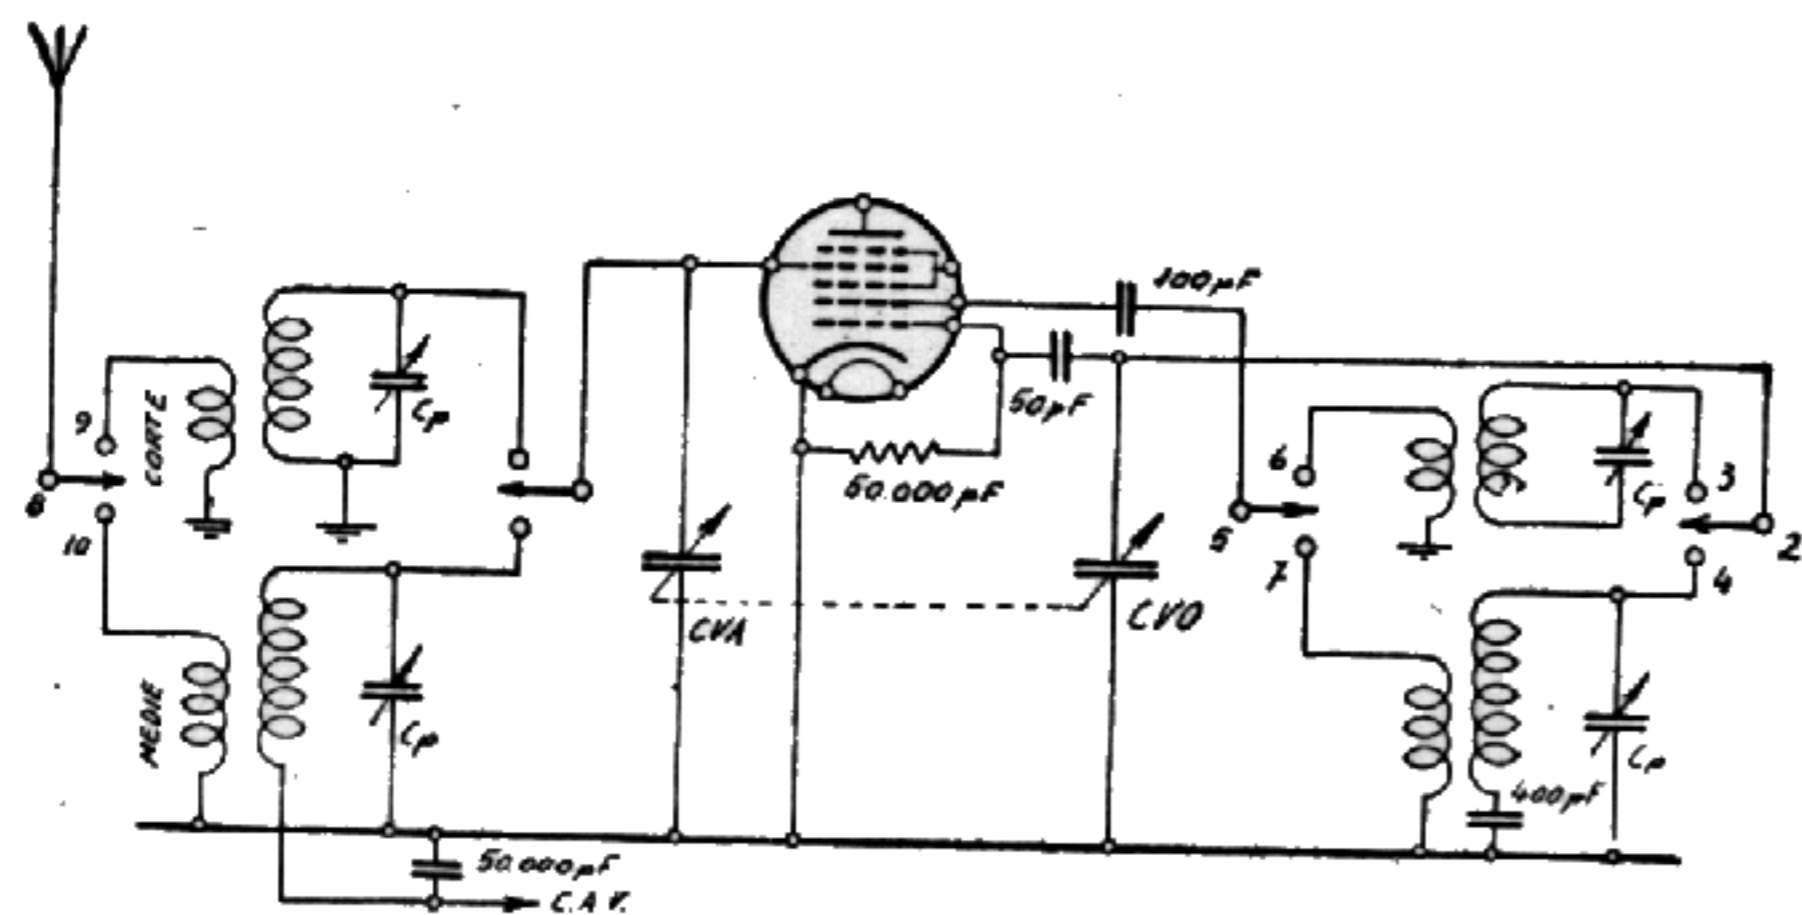 100pF
50pF
50.000pF
9
CORTE
Cp
8
10
6
5
7
Cp
3
2
4
CVA
CVO
MEDIE
Cp
400pF
Cp
50.000pF
C.A.V.